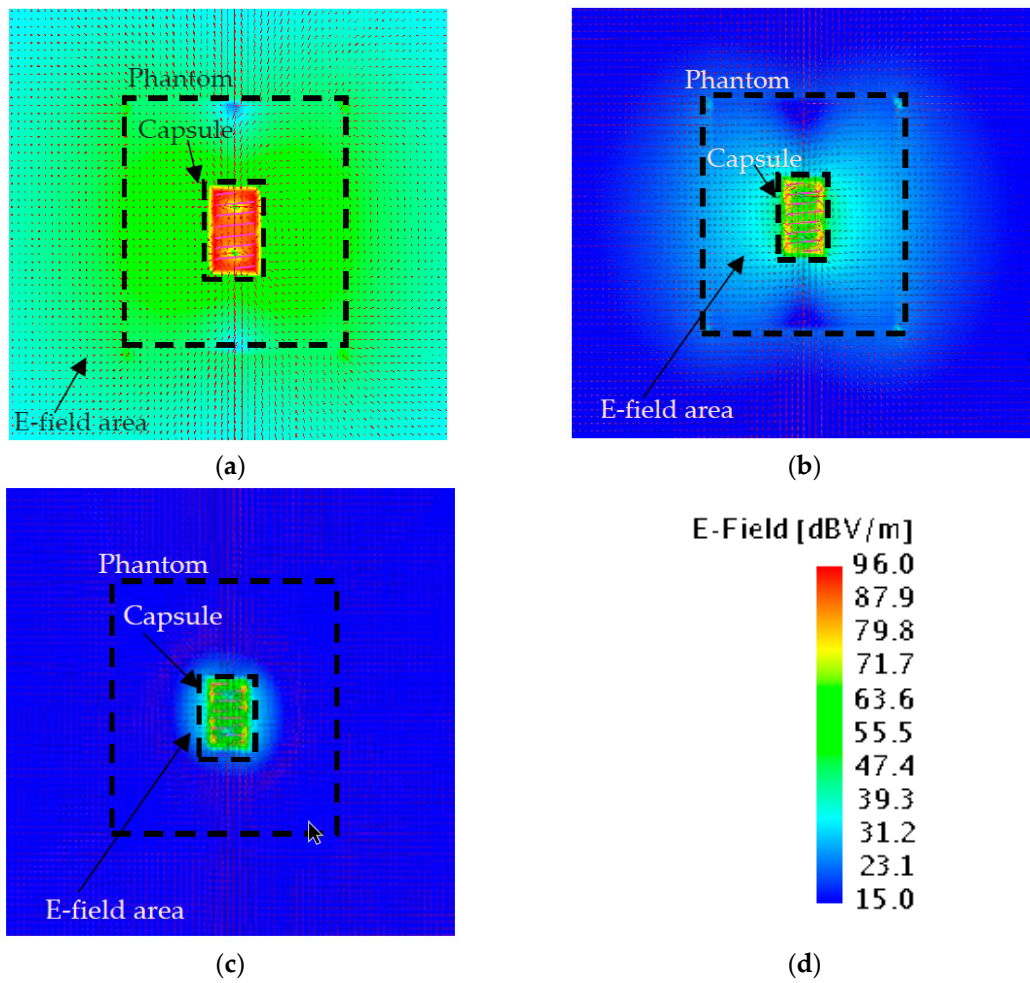 Phantom
Capsule
E-field area
(a)
Phantom
Capsule
E-field area
(b)
Phantom
Capsule
E-field area
(c)
E-Field [dBV/m]
96.0
87.9
79.8
71.7
63.6
55.5
47.4
39.3
31.2
23.1
15.0
(d)